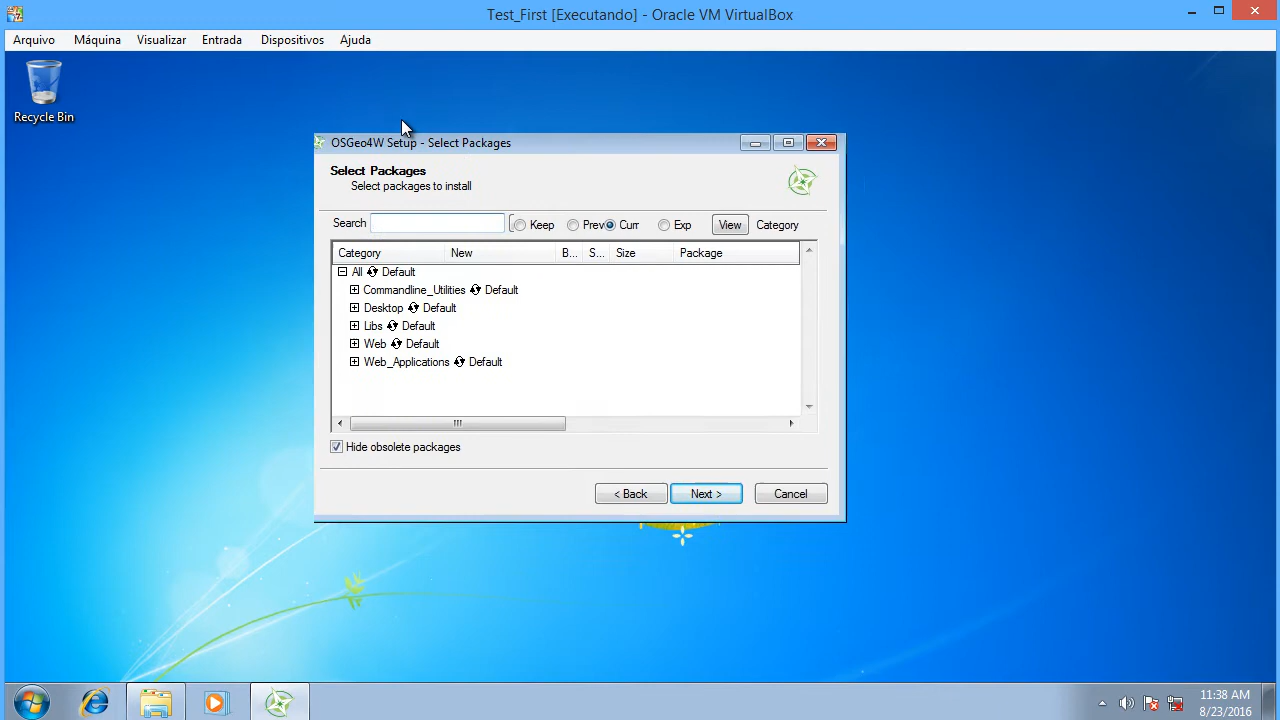 Test_First [Executando] - Oracle VM VirtualBox
Arquivo Máquina Visualizar Entrada Dispositivos Ajuda
Recycle Bin
OSGeo4W Setup - Select Packages
Select Packages
Select packages to install
Search Keep Prev Curr Exp View Category
Category New B... S... Size Package
All Default
Commandline_Utilities Default
Desktop Default
Libs Default
Web Default
Web_Applications Default
Hide obsolete packages
< Back Next > Cancel
11:38 AM
8/23/2016